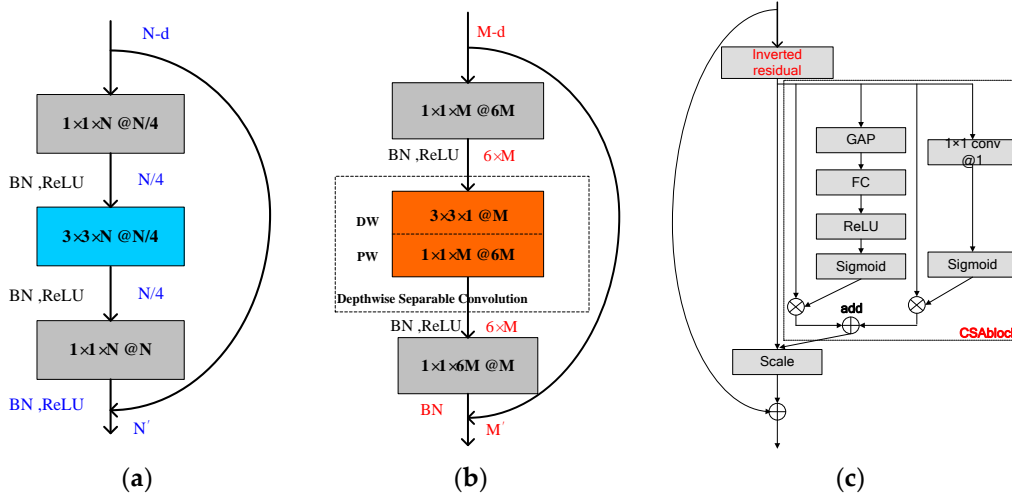 N-d
1×1×N @N/4
BN ,ReLU
N/4
3×3×N @N/4
BN ,ReLU
N/4
1×1×N @N
BN ,ReLU
N'
(a)
M-d
1×1×M @6M
BN ,ReLU
6×M
DW
3×3×1 @M
PW
1×1×M @6M
Depthwise Separable Convolution
BN ,ReLU
6×M
1×1×6M @M
BN
M'
(b)
Inverted
residual
GAP
FC
ReLU
Sigmoid
1×1 conv
@1
Sigmoid
add
CSAblock
Scale
(c)